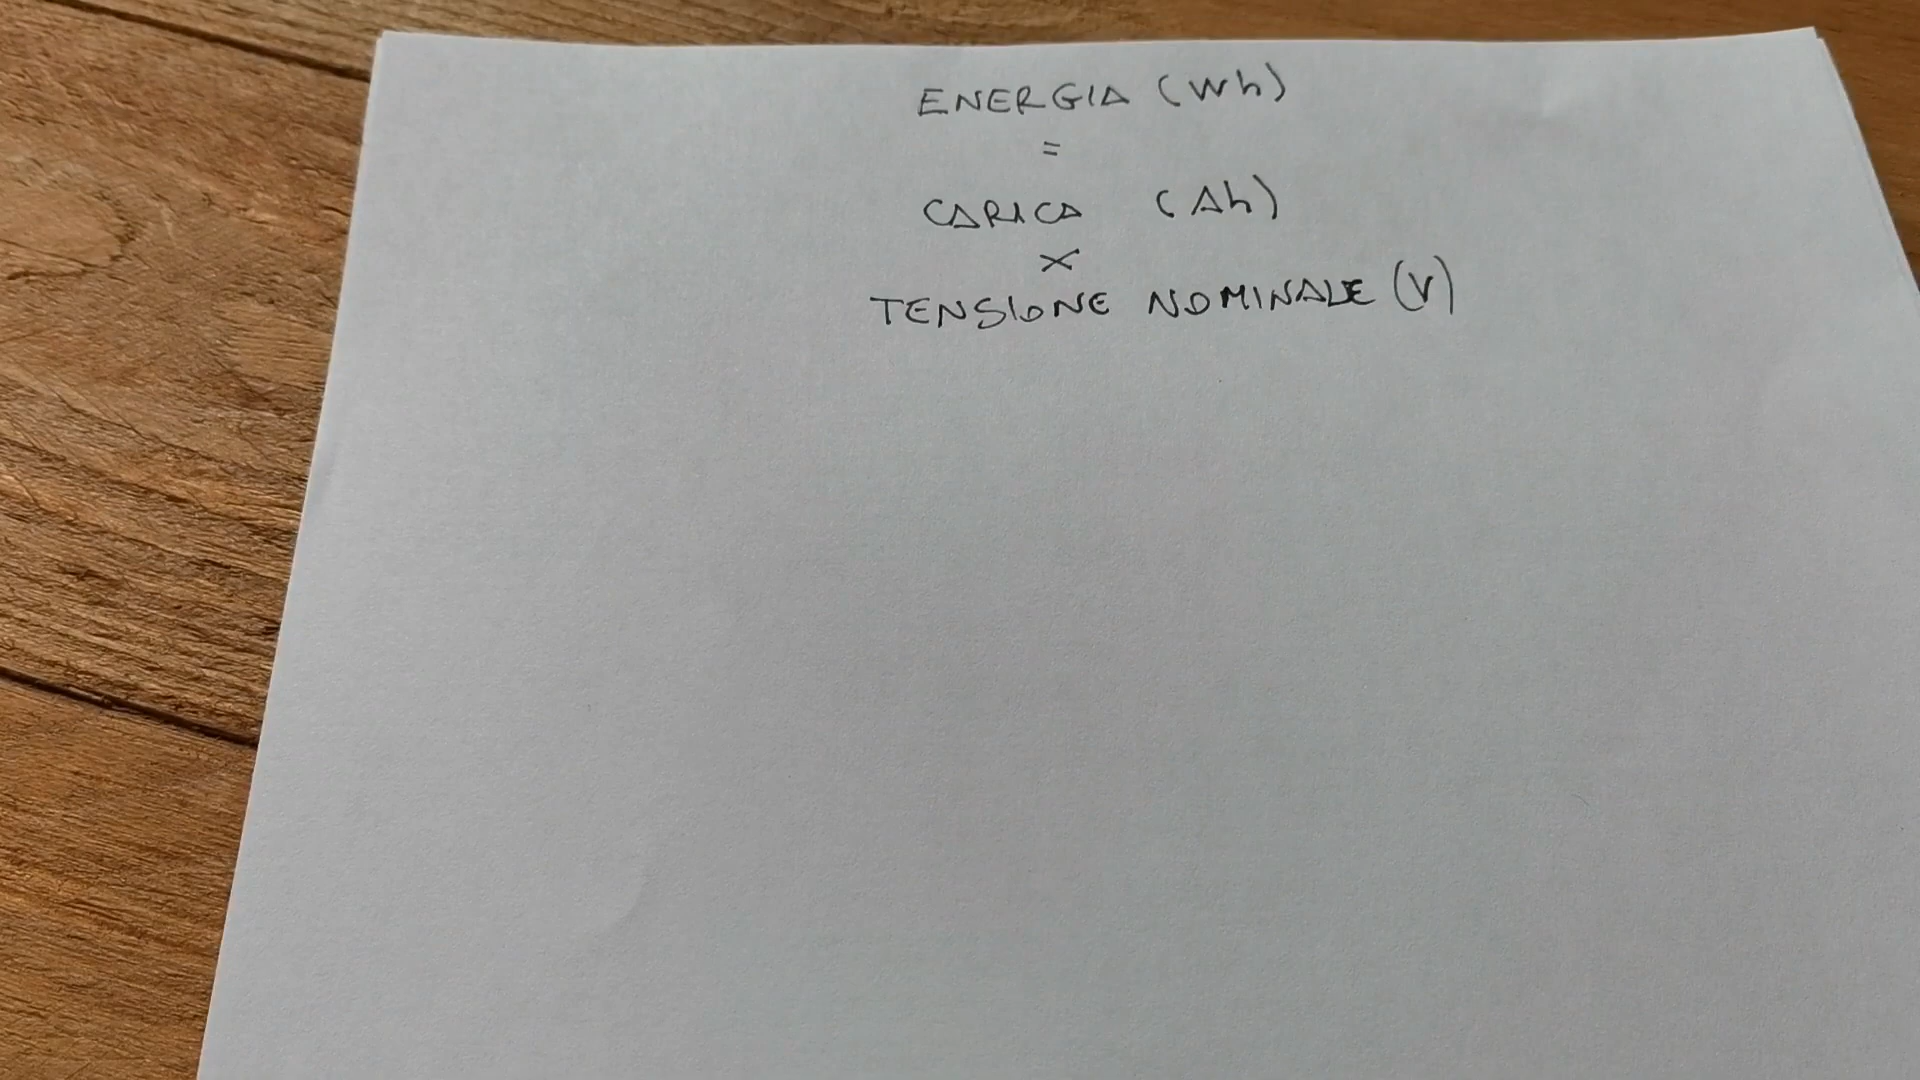 ENERGIA (Wh)
=
CARICA (Ah)
×
TENSIONE NOMINALE (V)